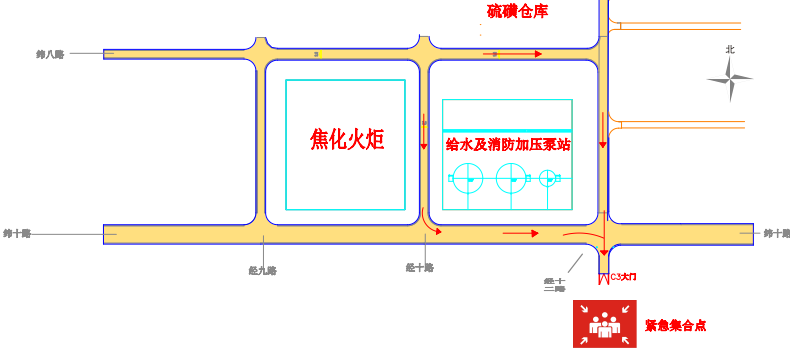 硫磺仓库
纬八路
北
焦化火炬
给水及消防加压泵站
纬十路
纬十路
经九路
经十路
经十
三路
C3大门
紧急集合点